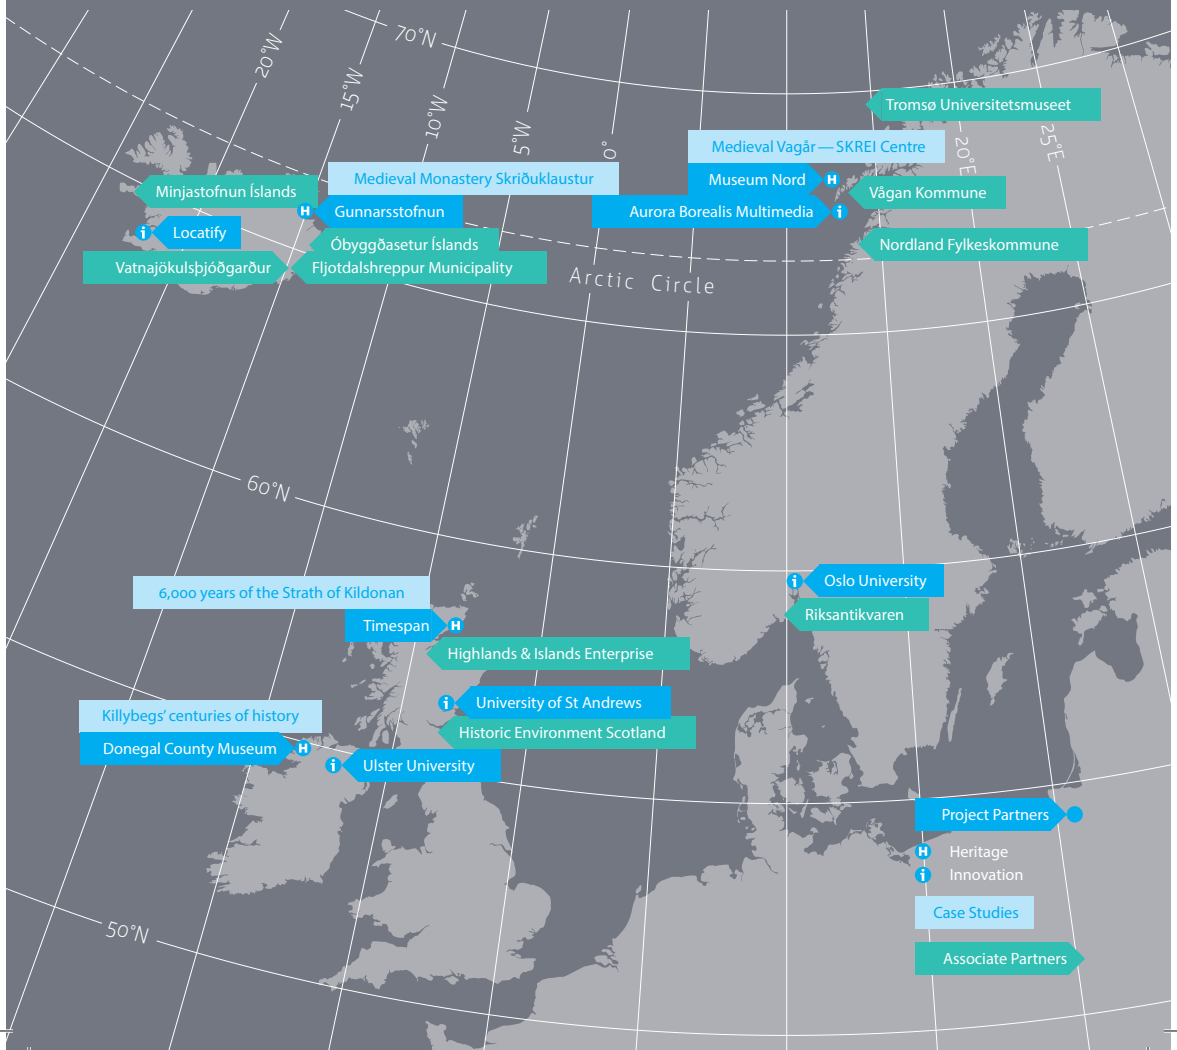 70°N
20°W
15°W
10°W
5°W
0°
20°E
25°E
Tromsø Universitetsmuseet
Medieval Vagår — SKREI Centre
Museum Nord
H
Vågan Kommune
Aurora Borealis Multimedia
i
Nordland Fylkeskommune
Medieval Monastery Skriðuklaustur
Minjastofnun Íslands
H
Gunnarsstofnun
i
Locatify
Óbyggðasetur Íslands
Vatnajökulsþjóðgarður
Fljotdalshreppur Municipality
Arctic Circle
60°N
i
Oslo University
Riksantikvaren
6,000 years of the Strath of Kildonan
Timespan
H
Highlands & Islands Enterprise
i
University of St Andrews
Historic Environment Scotland
Killybegs' centuries of history
Donegal County Museum
H
i
Ulster University
50°N
Project Partners
H Heritage
i Innovation
Case Studies
Associate Partners